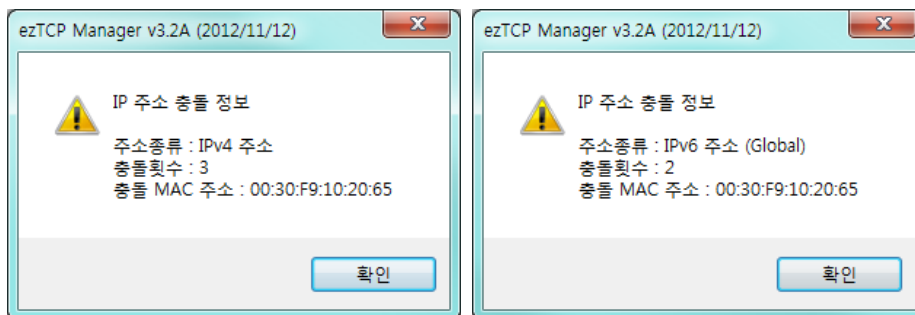 ezTCP Manager v3.2A (2012/11/12)
IP 주소 충돌 정보
주소종류 : IPv4 주소
충돌횟수 : 3
충돌 MAC 주소 : 00:30:F9:10:20:65
확인
ezTCP Manager v3.2A (2012/11/12)
IP 주소 충돌 정보
주소종류 : IPv6 주소 (Global)
충돌횟수 : 2
충돌 MAC 주소 : 00:30:F9:10:20:65
확인